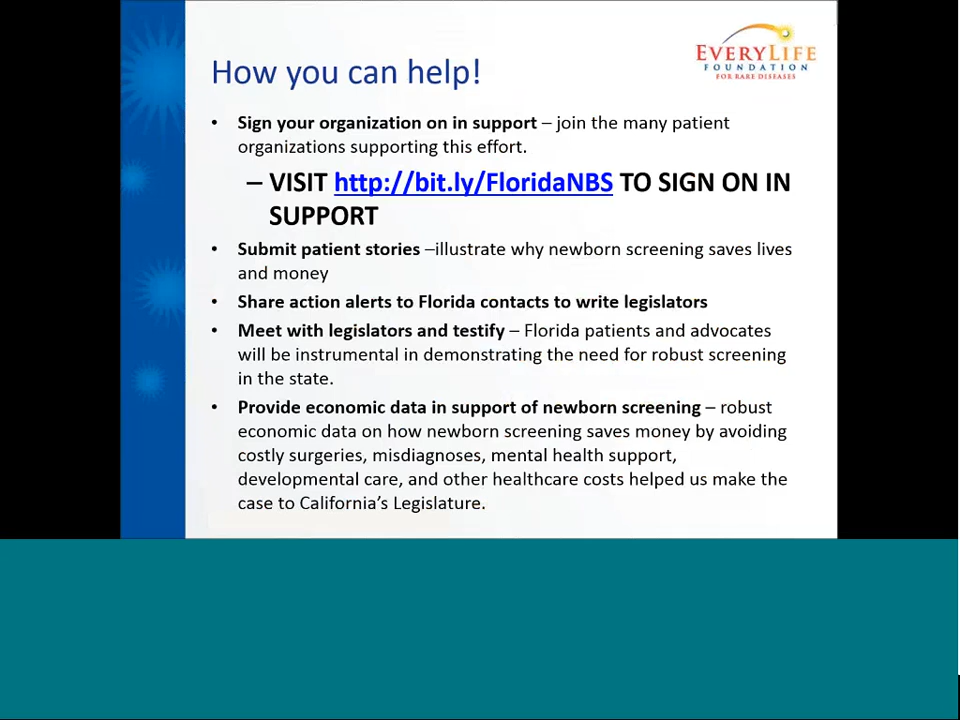 EVERYLIFE
FOUNDATION
FOR RARE DISEASES
How you can help!
• Sign your organization on in support – join the many patient
organizations supporting this effort.
– VISIT http://bit.ly/FloridaNBS TO SIGN ON IN
SUPPORT
• Submit patient stories –illustrate why newborn screening saves lives
and money
• Share action alerts to Florida contacts to write legislators
• Meet with legislators and testify – Florida patients and advocates
will be instrumental in demonstrating the need for robust screening
in the state.
• Provide economic data in support of newborn screening – robust
economic data on how newborn screening saves money by avoiding
costly surgeries, misdiagnoses, mental health support,
developmental care, and other healthcare costs helped us make the
case to California’s Legislature.